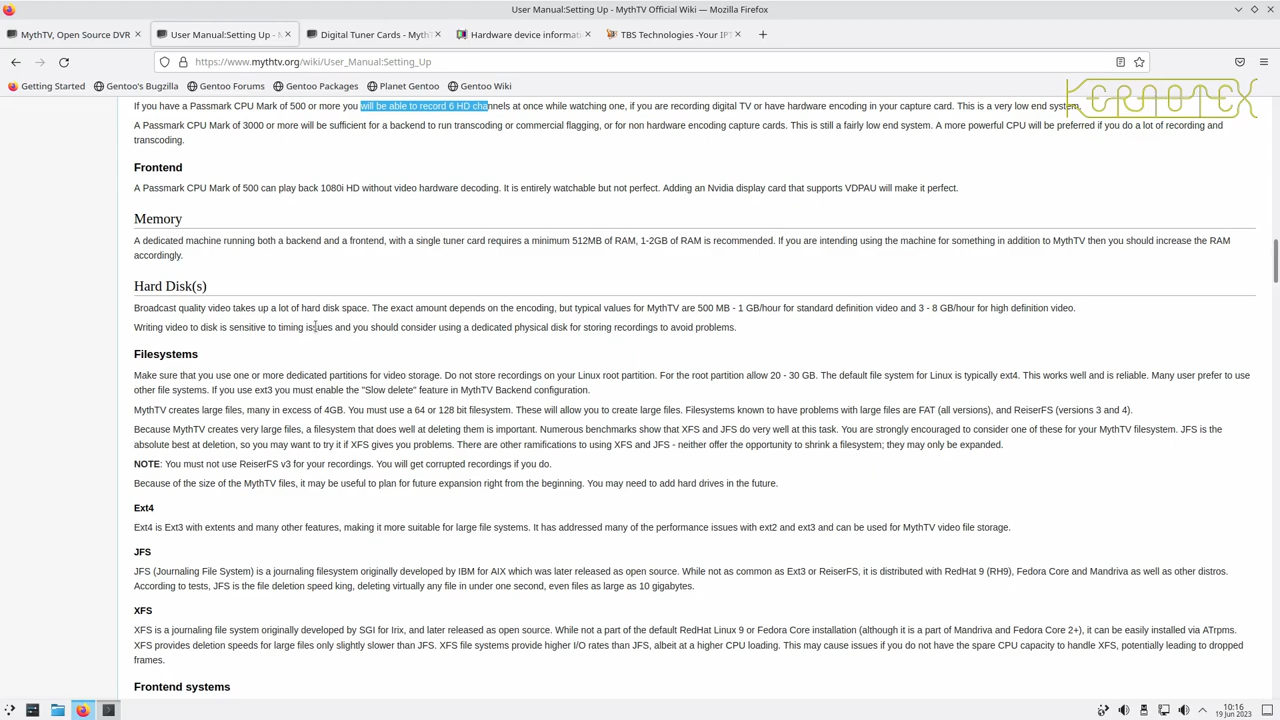 User Manual:Setting Up - MythTV Official Wiki — Mozilla Firefox
MythTV, Open Source DVR
User Manual:Setting Up - M
Digital Tuner Cards - MythT
Hardware device informati
TBS Technologies -Your IPT
https://www.mythtv.org/wiki/User_Manual:Setting_Up
Getting Started
Gentoo's Bugzilla
Gentoo Forums
Gentoo Packages
Planet Gentoo
Gentoo Wiki
KERNOTEX
If you have a Passmark CPU Mark of 500 or more you will be able to record 6 HD channels at once while watching one, if you are recording digital TV or have hardware encoding in your capture card. This is a very low end system.
A Passmark CPU Mark of 3000 or more will be sufficient for a backend to run transcoding or commercial flagging, or for non hardware encoding capture cards. This is still a fairly low end system. A more powerful CPU will be preferred if you do a lot of recording and
transcoding.
Frontend
A Passmark CPU Mark of 500 can play back 1080i HD without video hardware decoding. It is entirely watchable but not perfect. Adding an Nvidia display card that supports VDPAU will make it perfect.
Memory
A dedicated machine running both a backend and a frontend, with a single tuner card requires a minimum 512MB of RAM, 1-2GB of RAM is recommended. If you are intending using the machine for something in addition to MythTV then you should increase the RAM
accordingly.
Hard Disk(s)
Broadcast quality video takes up a lot of hard disk space. The exact amount depends on the encoding, but typical values for MythTV are 500 MB - 1 GB/hour for standard definition video and 3 - 8 GB/hour for high definition video.
Writing video to disk is sensitive to timing issues and you should consider using a dedicated physical disk for storing recordings to avoid problems.
Filesystems
Make sure that you use one or more dedicated partitions for video storage. Do not store recordings on your Linux root partition. For the root partition allow 20 - 30 GB. The default file system for Linux is typically ext4. This works well and is reliable. Many user prefer to use
other file systems. If you use ext3 you must enable the "Slow delete" feature in MythTV Backend configuration.
MythTV creates large files, many in excess of 4GB. You must use a 64 or 128 bit filesystem. These will allow you to create large files. Filesystems known to have problems with large files are FAT (all versions), and ReiserFS (versions 3 and 4).
Because MythTV creates very large files, a filesystem that does well at deleting them is important. Numerous benchmarks show that XFS and JFS do very well at this task. You are strongly encouraged to consider one of these for your MythTV filesystem. JFS is the
absolute best at deletion, so you may want to try it if XFS gives you problems. There are other ramifications to using XFS and JFS - neither offer the opportunity to shrink a filesystem; they may only be expanded.
NOTE: You must not use ReiserFS v3 for your recordings. You will get corrupted recordings if you do.
Because of the size of the MythTV files, it may be useful to plan for future expansion right from the beginning. You may need to add hard drives in the future.
Ext4
Ext4 is Ext3 with extents and many other features, making it more suitable for large file systems. It has addressed many of the performance issues with ext2 and ext3 and can be used for MythTV video file storage.
JFS
JFS (Journaling File System) is a journaling filesystem originally developed by IBM for AIX which was later released as open source. While not as common as Ext3 or ReiserFS, it is distributed with RedHat 9 (RH9), Fedora Core and Mandriva as well as other distros.
According to tests, JFS is the file deletion speed king, deleting virtually any file in under one second, even files as large as 10 gigabytes.
XFS
XFS is a journaling file system originally developed by SGI for Irix, and later released as open source. While not a part of the default RedHat Linux 9 or Fedora Core installation (although it is a part of Mandriva and Fedora Core 2+), it can be easily installed via ATrpms.
XFS provides deletion speeds for large files only slightly slower than JFS. XFS file systems provide higher I/O rates than JFS, albeit at a higher CPU loading. This may cause issues if you do not have the spare CPU capacity to handle XFS, potentially leading to dropped
frames.
Frontend systems
10:16
19 Jun 2023